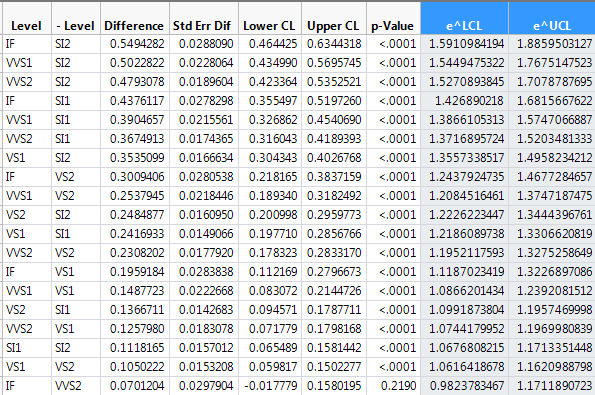 Level - Level Difference Std Err Dif Lower CL Upper CL p-Value e^LCL e^UCL
IF SI2 0.5494282 0.0288090 0.464425 0.6344318 <.0001 1.5910984194 1.8859503127
VVS1 SI2 0.5022822 0.0228064 0.434990 0.5695745 <.0001 1.5449475322 1.7675147523
VVS2 SI2 0.4793078 0.0189604 0.423364 0.5352521 <.0001 1.5270893845 1.7078787695
IF SI1 0.4376117 0.0278298 0.355497 0.5197260 <.0001 1.426890218 1.6815667622
VVS1 SI1 0.3904657 0.0215561 0.326862 0.4540690 <.0001 1.3866105313 1.5747066887
VVS2 SI1 0.3674913 0.0174365 0.316043 0.4189393 <.0001 1.3716895724 1.5203481333
VS1 SI2 0.3535099 0.0166634 0.304343 0.4026768 <.0001 1.3557338517 1.4958234212
IF VS2 0.3009406 0.0280538 0.218165 0.3837159 <.0001 1.2437924735 1.4677284657
VVS1 VS2 0.2537945 0.0218446 0.189340 0.3182492 <.0001 1.2084516461 1.3747187475
VS2 SI2 0.2484877 0.0160950 0.200998 0.2959773 <.0001 1.2226223447 1.3444396761
VS1 SI1 0.2416933 0.0149066 0.197710 0.2856766 <.0001 1.2186089738 1.3306620819
VVS2 VS2 0.2308202 0.0177920 0.178323 0.2833170 <.0001 1.1952117593 1.3275258649
IF VS1 0.1959184 0.0283838 0.112169 0.2796673 <.0001 1.1187023419 1.3226897086
VVS1 VS1 0.1487723 0.0222668 0.083072 0.2144726 <.0001 1.0866201434 1.2392081512
VS2 SI1 0.1366711 0.0142683 0.094571 0.1787711 <.0001 1.0991873804 1.1957469998
VVS2 VS1 0.1257980 0.0183078 0.071779 0.1798168 <.0001 1.0744179952 1.1969980839
SI1 SI2 0.1118165 0.0157012 0.065489 0.1581442 <.0001 1.0676808215 1.1713351448
VS1 VS2 0.1050222 0.0153208 0.059817 0.1502277 <.0001 1.0616418678 1.1620988798
IF VVS2 0.0701204 0.0297904 -0.017779 0.1580195 0.2190 0.9823783467 1.1711890723